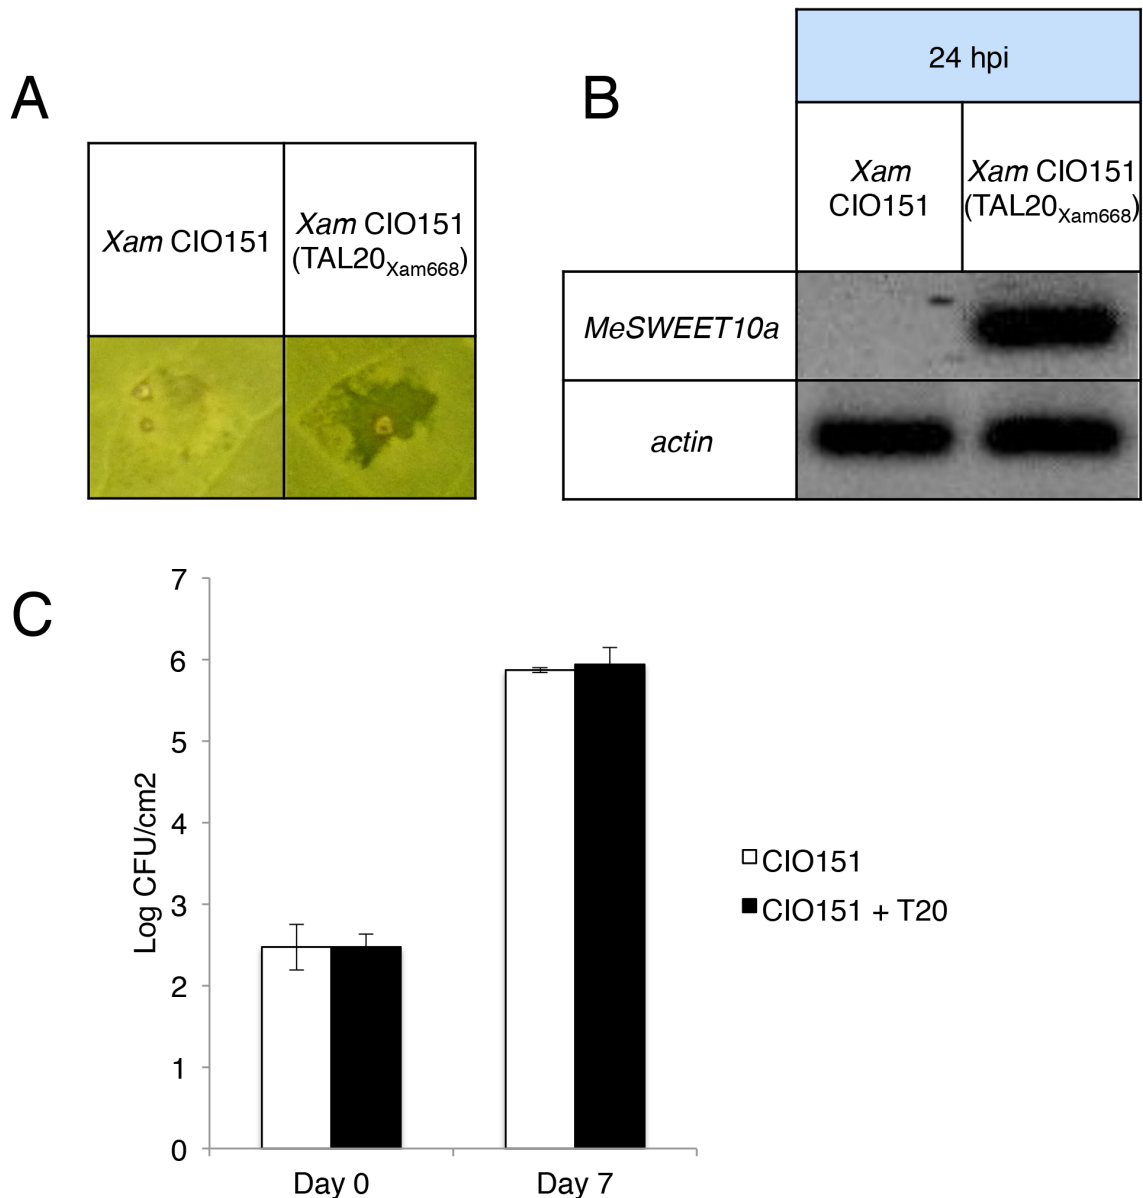 A
Xam CIO151
Xam CIO151
(TAL20Xam668)
B
24 hpi
Xam
CIO151
Xam CIO151
(TAL20Xam668)
MeSWEET10a
actin
C
Log CFU/cm2
7
6
5
4
3
2
1
0
Day 0
Day 7
CIO151
CIO151 + T20